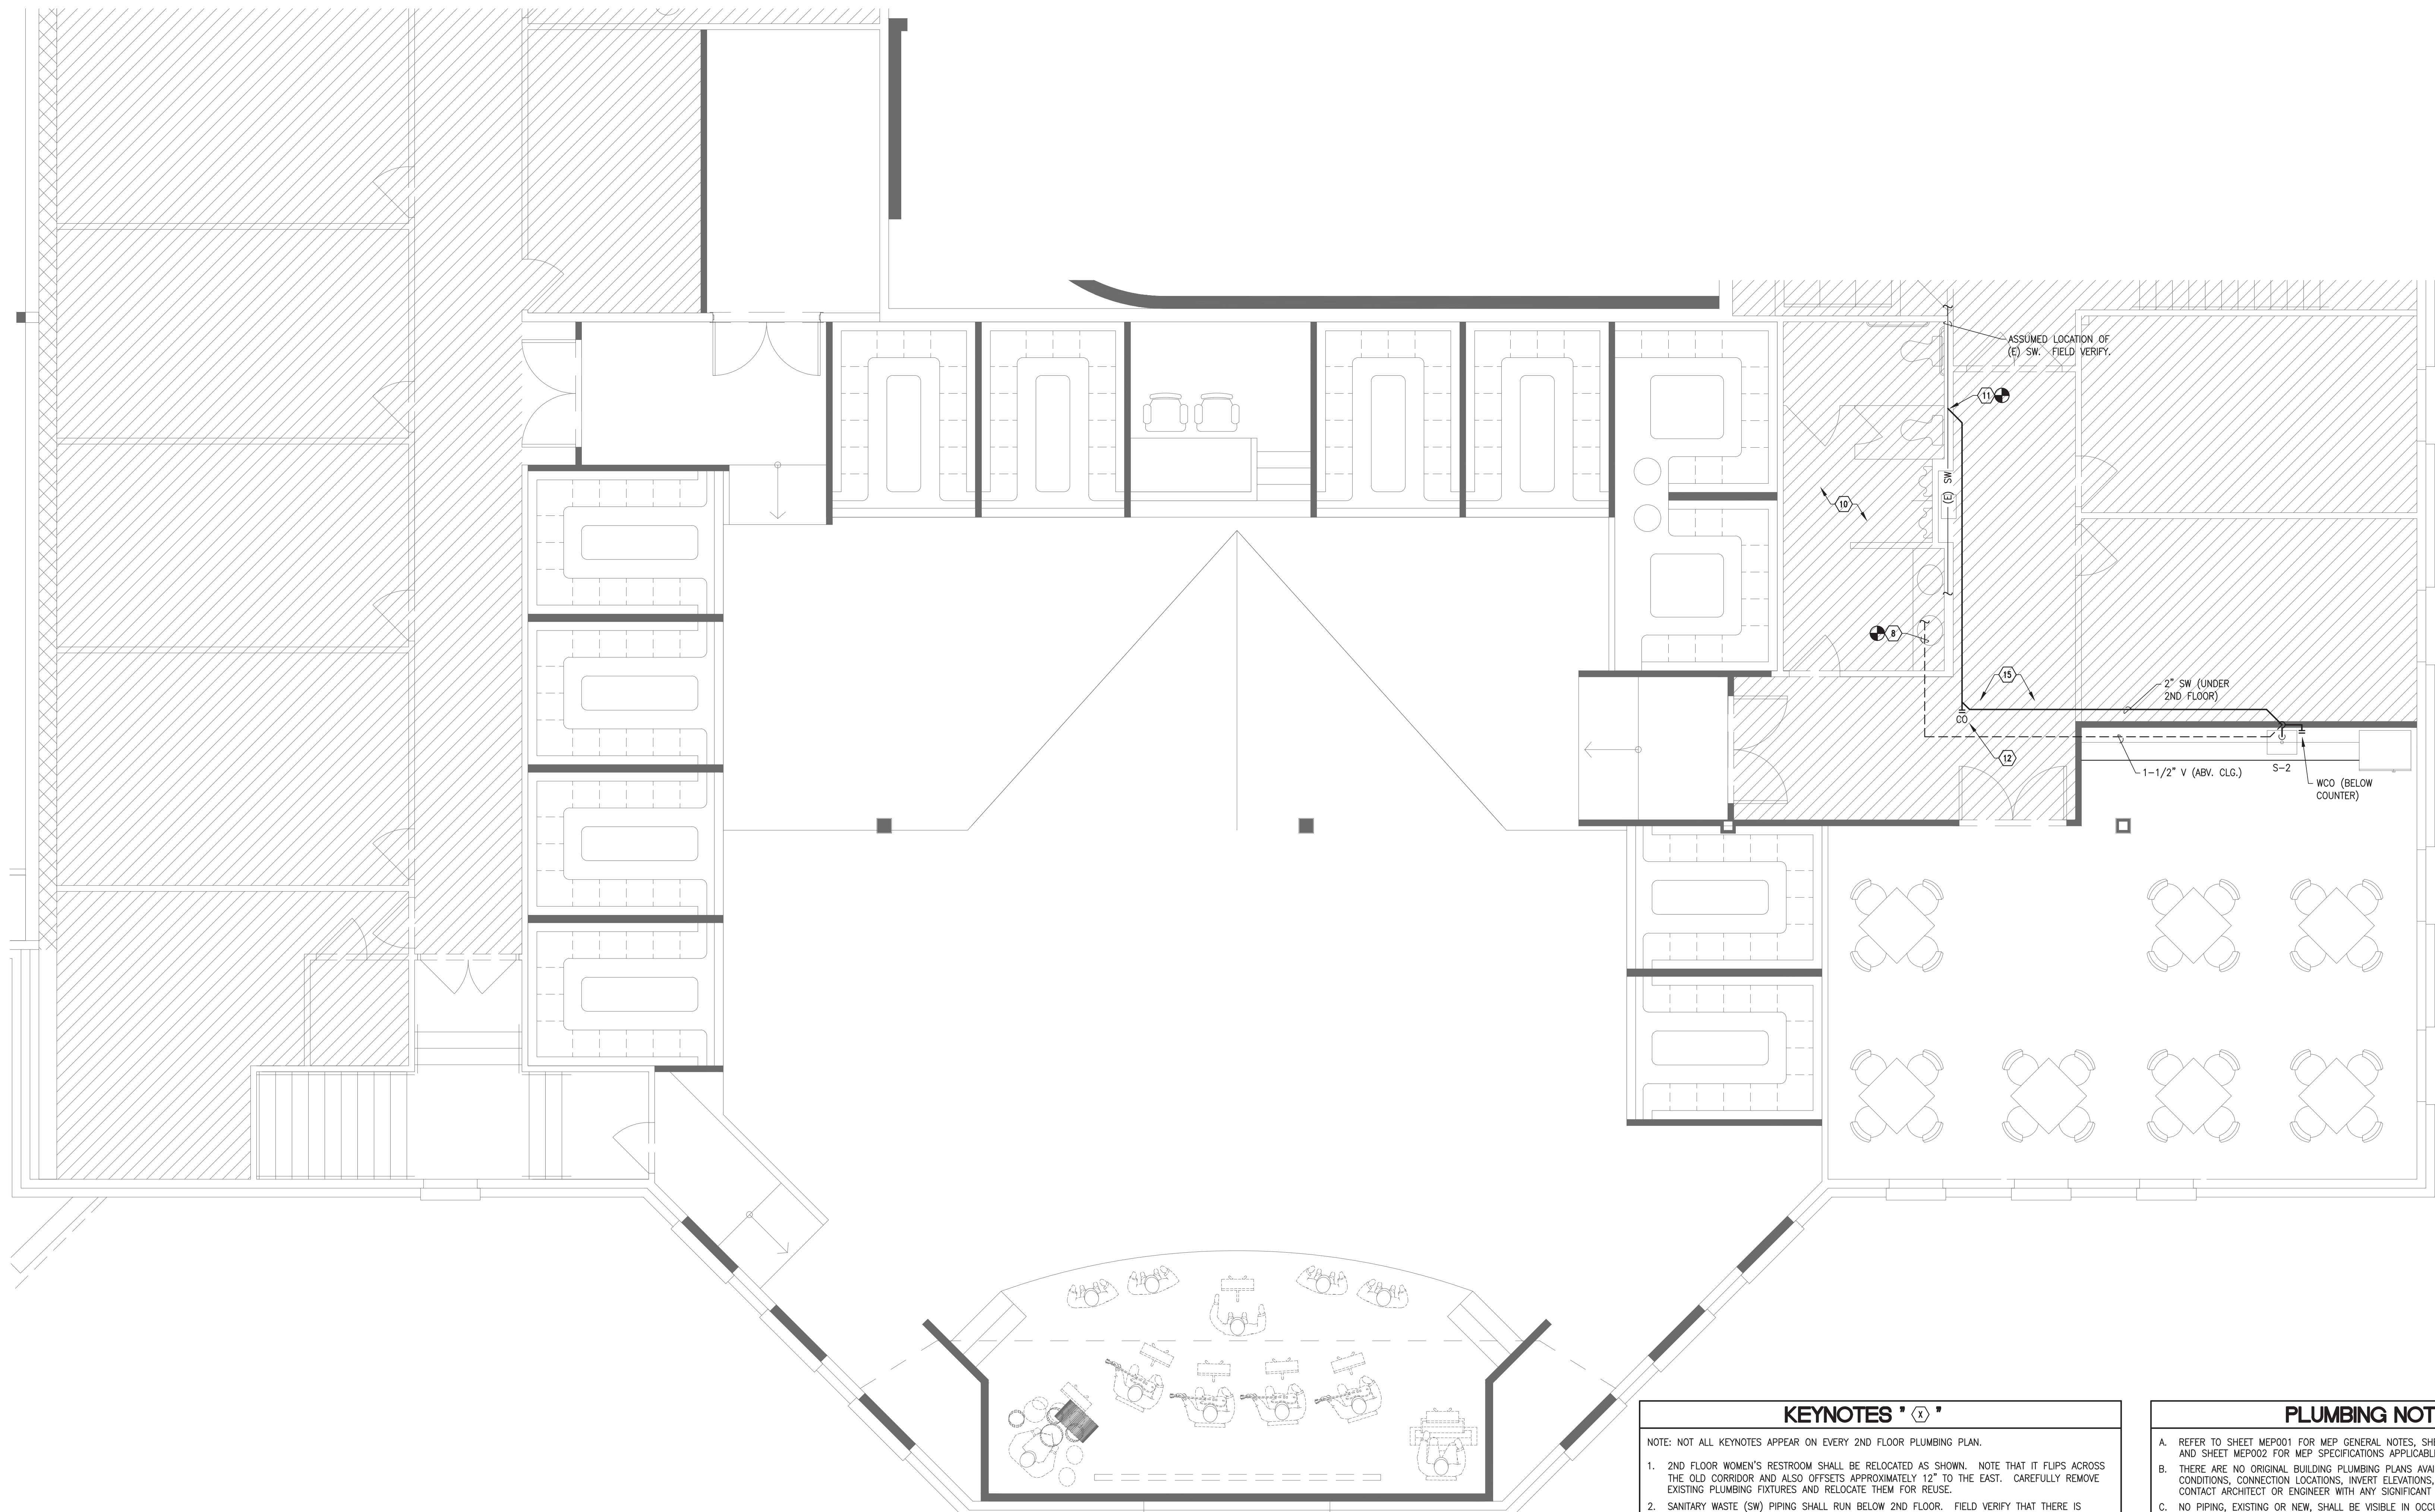 ASSUMED LOCATION OF
(E) SW. FIELD VERIFY.
11
(E) SW
10
8
15
2" SW (UNDER
2ND FLOOR)
CO
12
1-1/2" V (ABV. CLG.)
S-2
WCO (BELOW
COUNTER)
KEYNOTES " X "
NOTE: NOT ALL KEYNOTES APPEAR ON EVERY 2ND FLOOR PLUMBING PLAN.
1. 2ND FLOOR WOMEN'S RESTROOM SHALL BE RELOCATED AS SHOWN. NOTE THAT IT FLIPS ACROSS
THE OLD CORRIDOR AND ALSO OFFSETS APPROXIMATELY 12" TO THE EAST. CAREFULLY REMOVE
EXISTING PLUMBING FIXTURES AND RELOCATE THEM FOR REUSE.
2. SANITARY WASTE (SW) PIPING SHALL RUN BELOW 2ND FLOOR. FIELD VERIFY THAT THERE IS
PLUMBING NOT
A. REFER TO SHEET MEP001 FOR MEP GENERAL NOTES, SHE
AND SHEET MEP002 FOR MEP SPECIFICATIONS APPLICABL
B. THERE ARE NO ORIGINAL BUILDING PLUMBING PLANS AVAI
CONDITIONS, CONNECTION LOCATIONS, INVERT ELEVATIONS,
CONTACT ARCHITECT OR ENGINEER WITH ANY SIGNIFICANT
C. NO PIPING, EXISTING OR NEW, SHALL BE VISIBLE IN OCCU